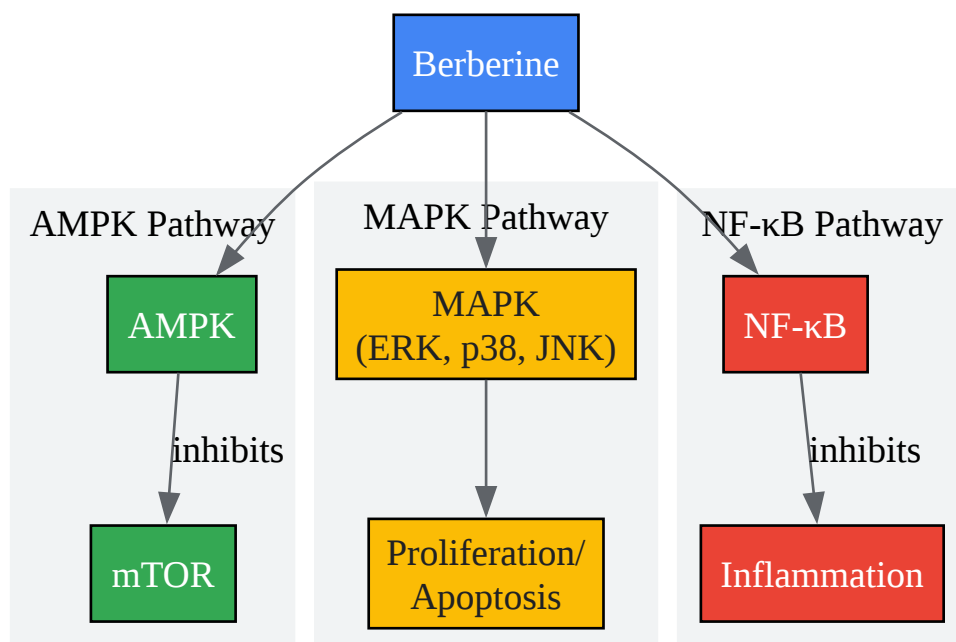 Berberine
AMPK Pathway
MAPK Pathway
NF-κB Pathway
AMPK
MAPK
(ERK, p38, JNK)
NF-κB
inhibits
inhibits
mTOR
Proliferation/
Apoptosis
Inflammation